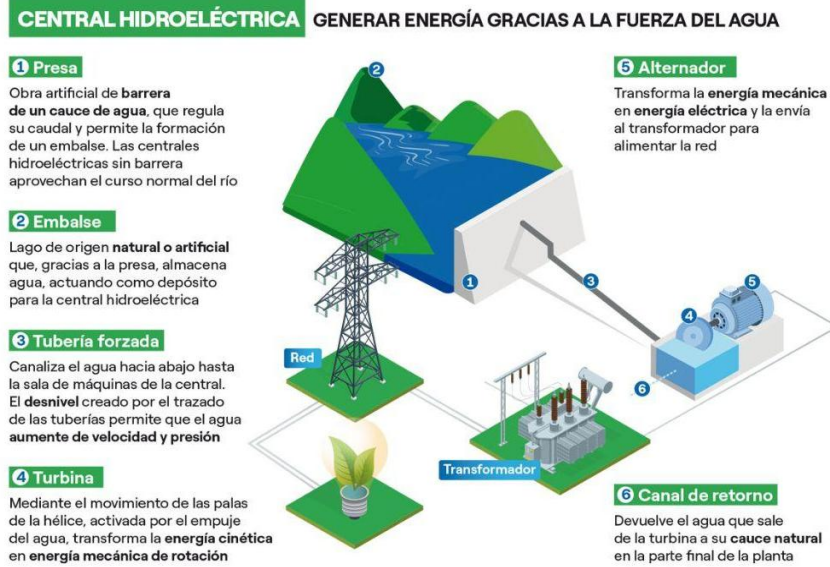 CENTRAL HIDROELÉCTRICA GENERAR ENERGÍA GRACIAS A LA FUERZA DEL AGUA
1 Presa
Obra artificial de barrera
de un cauce de agua, que regula
su caudal y permite la formación
de un embalse. Las centrales
hidroeléctricas sin barrera
aprovechan el curso normal del río
2 Embalse
Lago de origen natural o artificial
que, gracias a la presa, almacena
agua, actuando como depósito
para la central hidroeléctrica
3 Tubería forzada
Canaliza el agua hacia abajo hasta
la sala de máquinas de la central.
El desnivel creado por el trazado
de las tuberías permite que el agua
aumente de velocidad y presión
4 Turbina
Mediante el movimiento de las palas
de la hélice, activada por el empuje
del agua, transforma la energía cinética
en energía mecánica de rotación
2
1
3
4
5
6
Red
Transformador
5 Alternador
Transforma la energía mecánica
en energía eléctrica y la envía
al transformador para
alimentar la red
6 Canal de retorno
Devuelve el agua que sale
de la turbina a su cauce natural
en la parte final de la planta